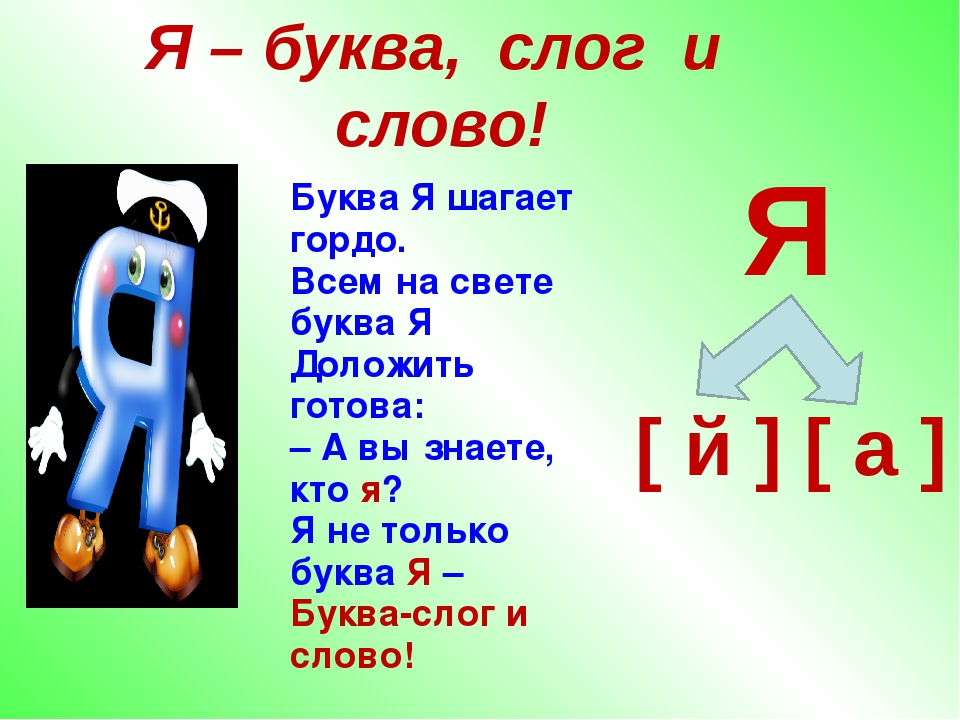 Я – буква, слог и
слово!
Буква Я шагает
гордо.
Всем на свете
буква Я
Доложить
готова:
– А вы знаете,
кто я?
Я не только
буква Я –
Буква-слог и
слово!
Я
Я
[ й ] [ а ]